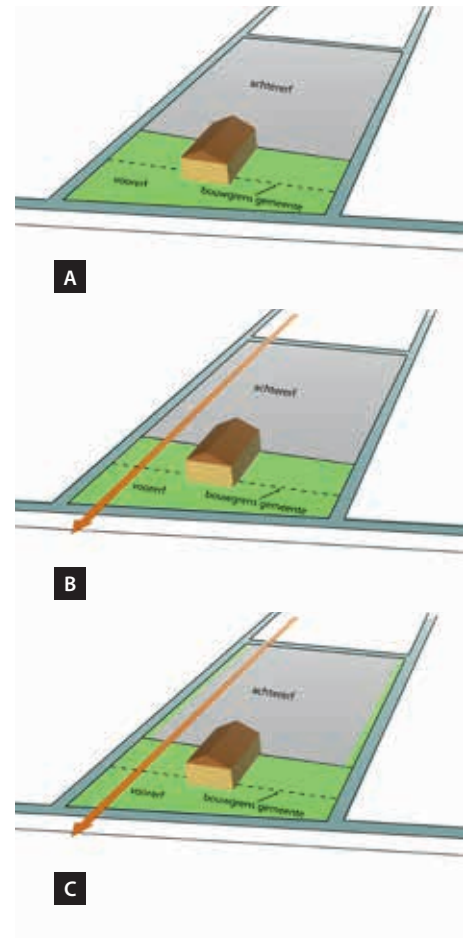 achtererf
voorerf
bouwgrens gemeente
A
achtererf
voorerf
bouwgrens gemeente
B
achtererf
voorerf
bouwgrens gemeente
C